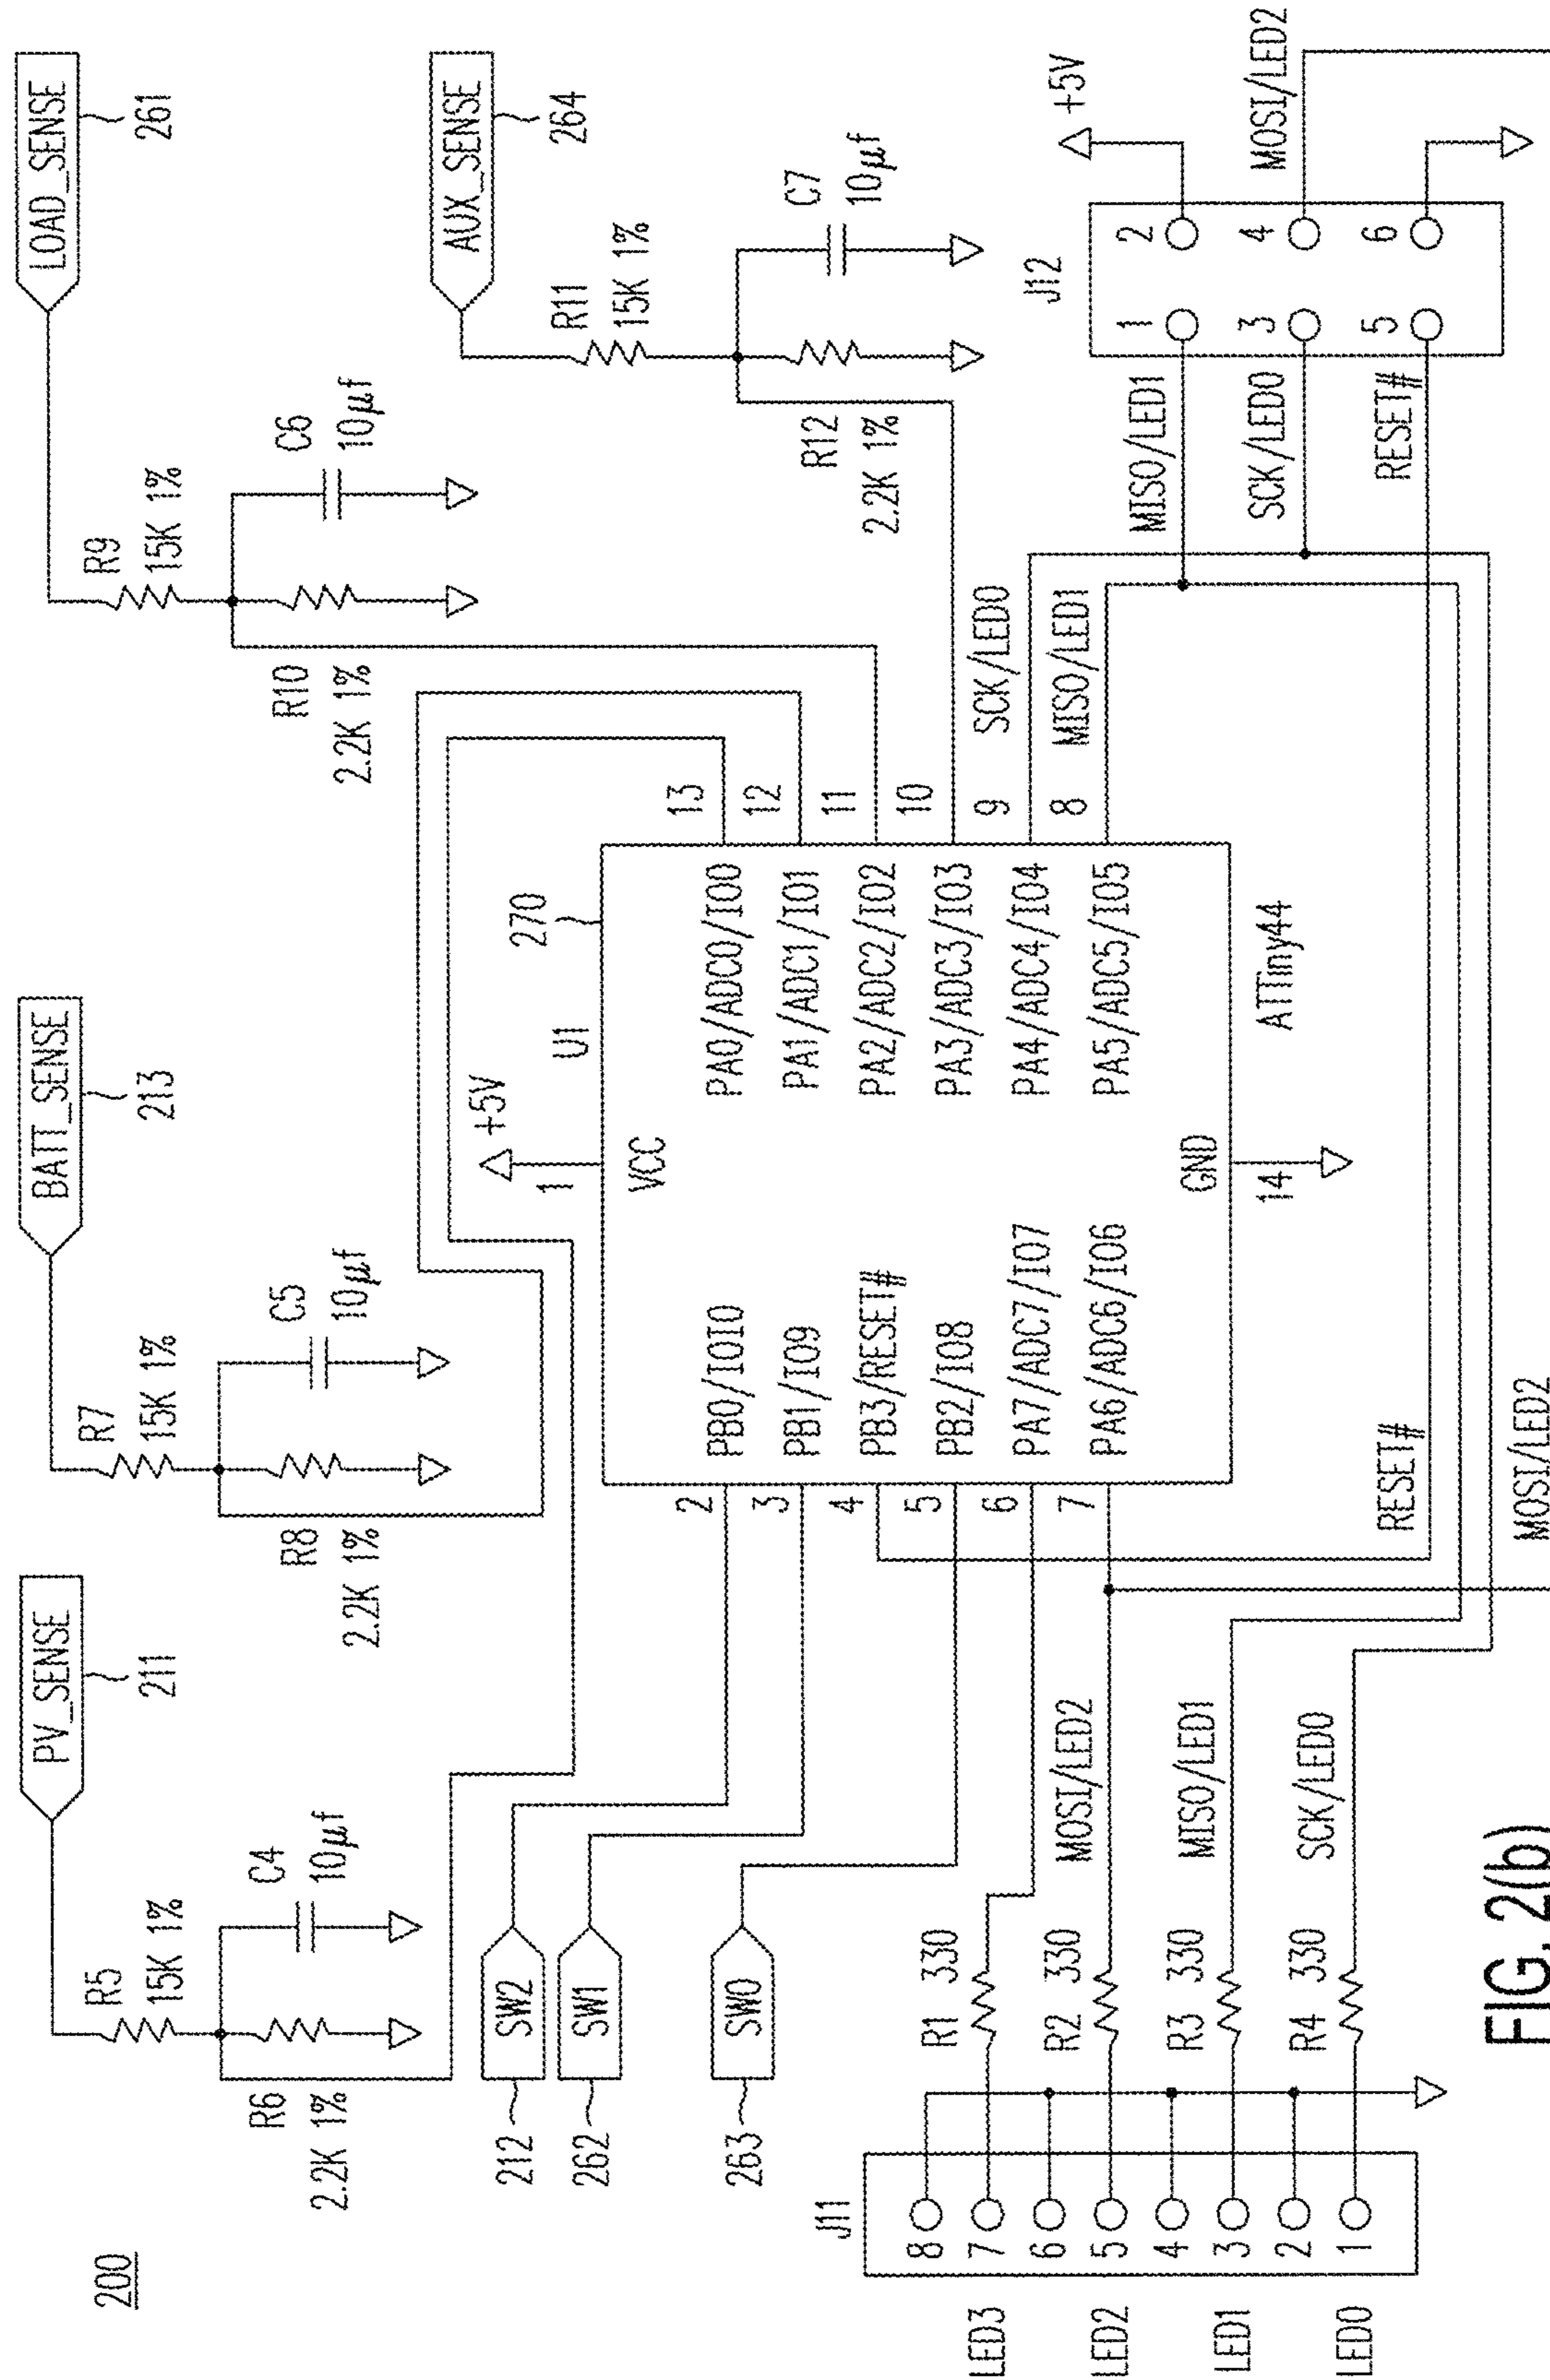 200
PV_SENSE
211
R5
15K 1%
C4
10µf
R6
2.2K 1%
BATT_SENSE
213
R7
15K 1%
C5
10µf
R8
2.2K 1%
LOAD_SENSE
261
R9
15K 1%
C6
10µf
R10
2.2K 1%
AUX_SENSE
264
R11
15K 1%
C7
10µf
R12
2.2K 1%
212
SW2
262
SW1
263
SW0
+5V
1
U1
270
VCC
2
PB0/IOI0
PA0/ADC0/IO0
13
3
PB1/IO9
PA1/ADC1/IO1
12
4
PB3/RESET#
PA2/ADC2/IO2
11
5
PB2/IO8
PA3/ADC3/IO3
10
6
PA7/ADC7/IO7
PA4/ADC4/IO4
9
SCK/LED0
7
PA6/ADC6/IO6
PA5/ADC5/IO5
8
MISO/LED1
GND
14
ATTiny44
J11
8
LED3
7
R1
330
6
LED2
5
R2
330
MOSI/LED2
4
LED1
3
R3
330
MISO/LED1
2
LED0
1
R4
330
SCK/LED0
RESET#
MOSI/LED2
J12
MISO/LED1
1
2
+5V
SCK/LED0
3
4
MOSI/LED2
RESET#
5
6
FIG. 2(b)